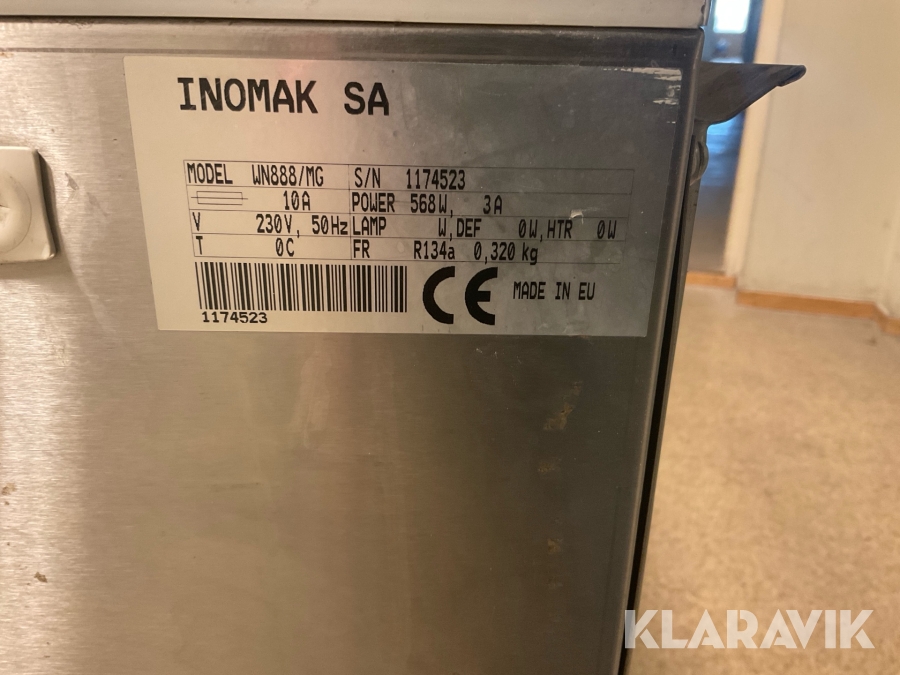 INOMAK SA
MODEL WN888/MG S/N 1174523
10A POWER 568W, 3A
V 230V, 50Hz LAMP W, DEF 0W, HTR 0W
T 0C FR R134a 0,320 kg
1174523 CE MADE IN EU
KLARAVIK